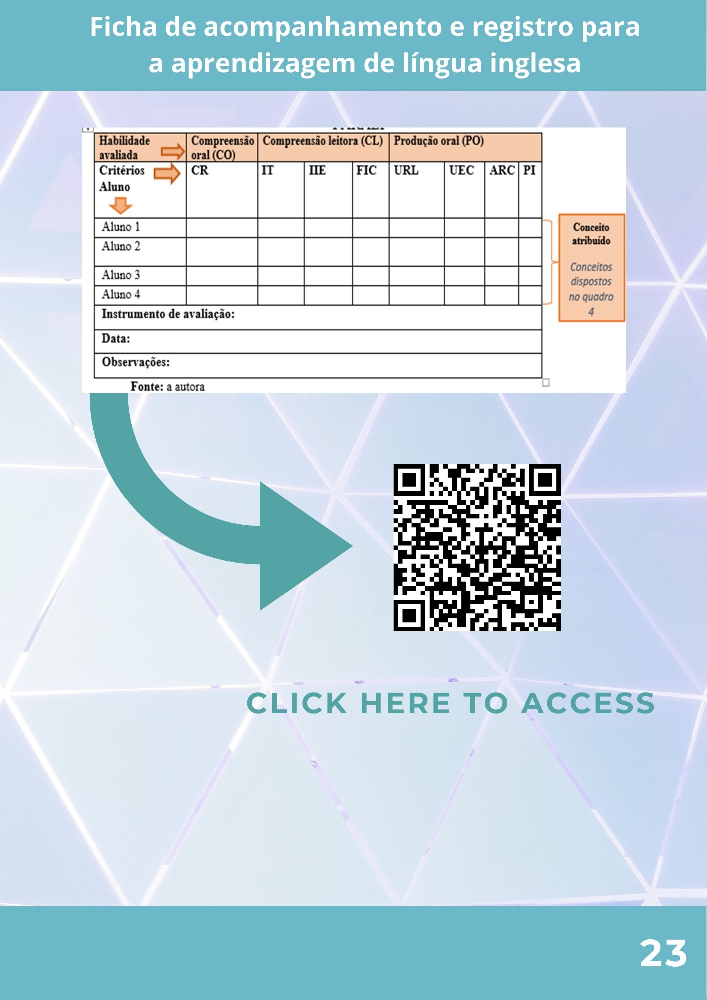 Ficha de acompanhamento e registro para
a aprendizagem de língua inglesa
Habilidade avaliada
Compreensão oral (CO)
Compreensão leitora (CL)
Produção oral (PO)
Critérios
Aluno
CR
IT
IIE
FIC
URL
UEC
ARC
PI
Aluno 1
Aluno 2
Aluno 3
Aluno 4
Conceito
atribuído
Conceitos
dispostos
no quadro
4
Instrumento de avaliação:
Data:
Observações:
Fonte: a autora
CLICK HERE TO ACCESS
23